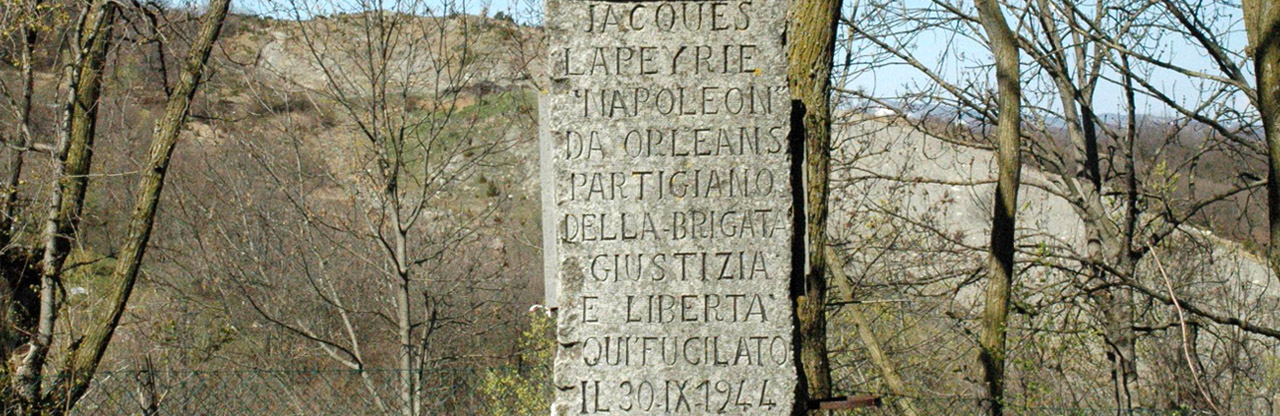 JACQUES
LAPEYRIE
"NAPOLEON"
DA ORLEANS
PARTIGIANO
DELLA-BRIGATA
GIUSTIZIA
E LIBERTA'
QUI'FUCILATO
IL 30-IX-1944